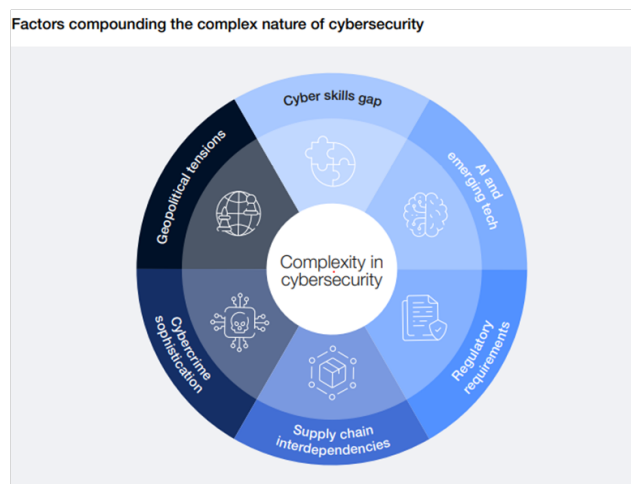 Factors compounding the complex nature of cybersecurity
Cyber skills gap
AI and
emerging tech
Regulatory
requirements
Supply chain
interdependencies
Cybercrime
sophistication
Geopolitical tensions
Complexity in
cybersecurity